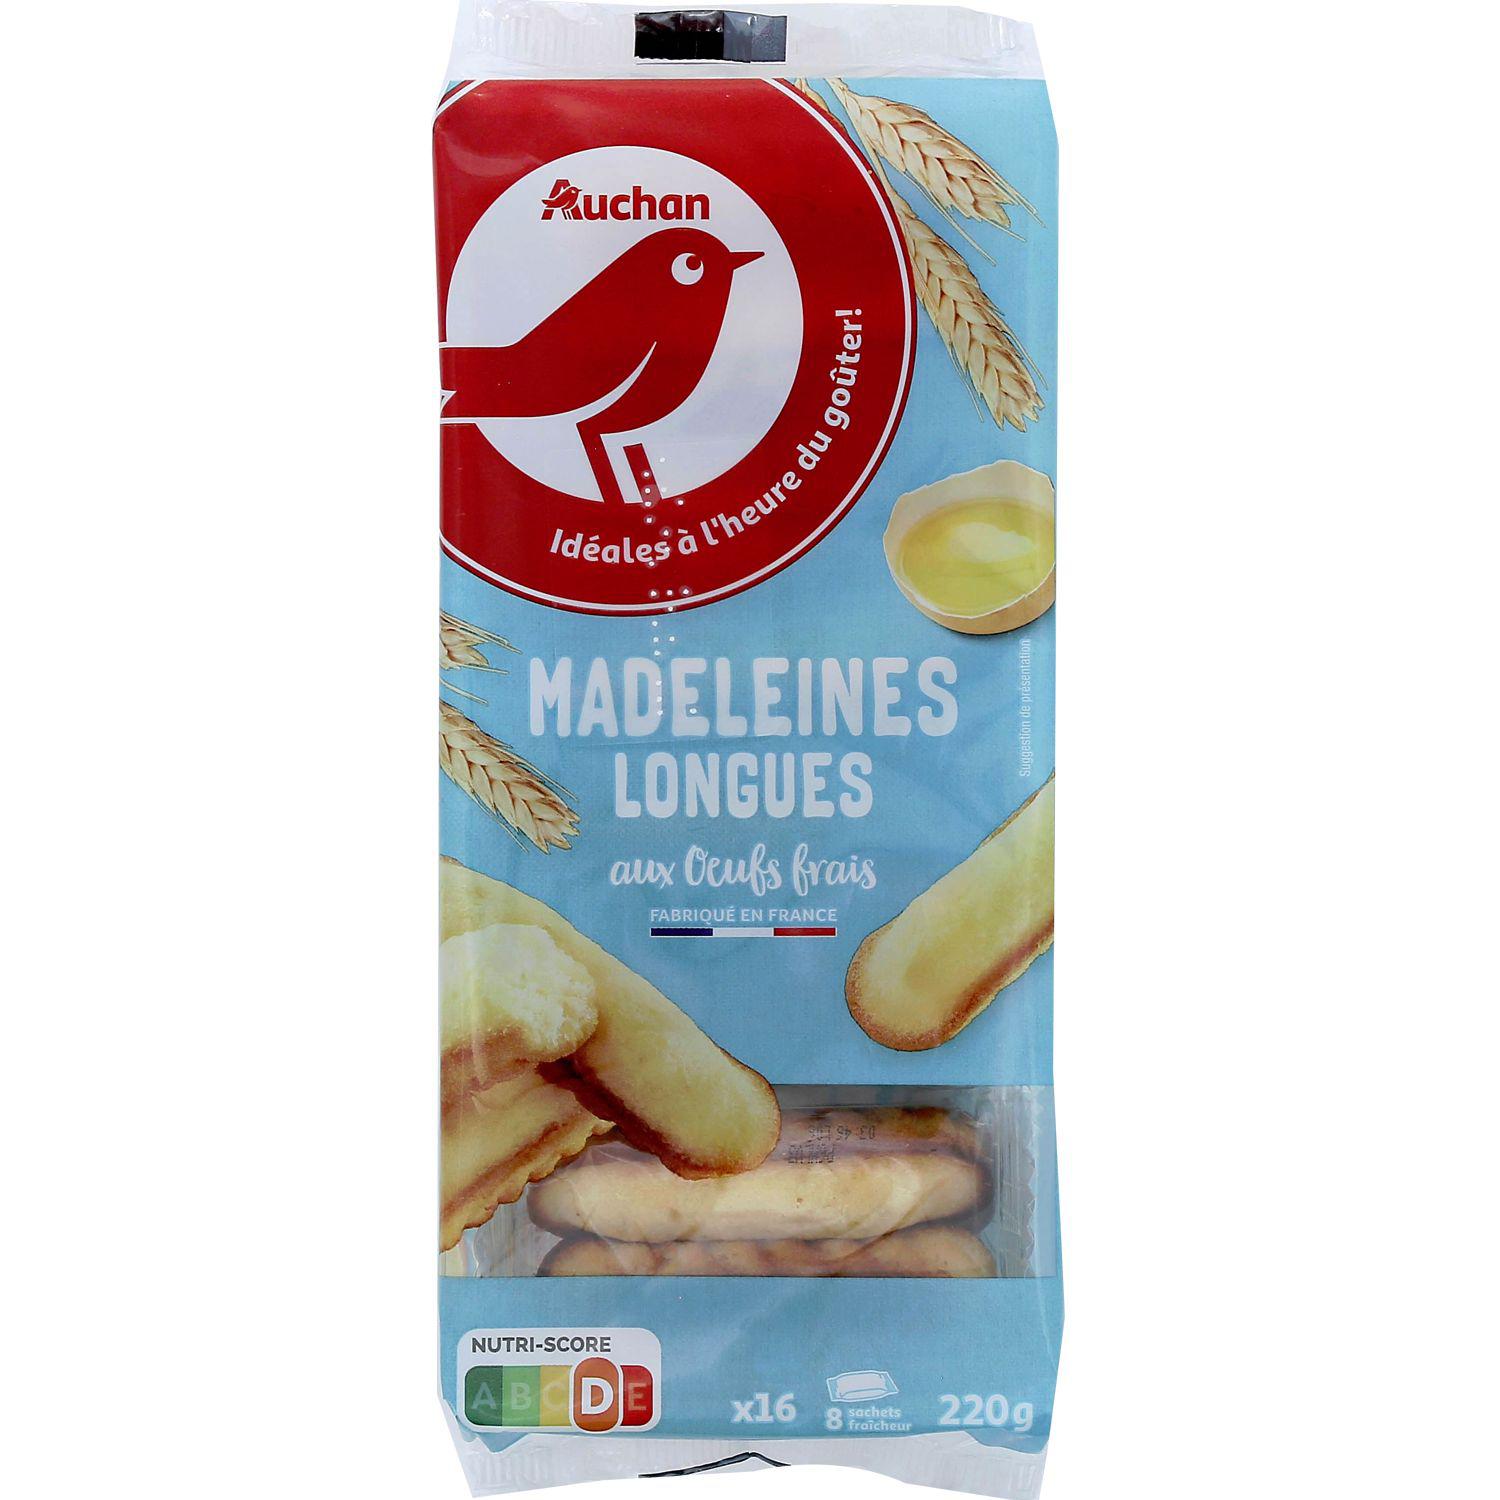 Auchan
Idéales à l'heure du goûter!
MADELEINES
LONGUES
aux Oeufs frais
FABRIQUÉ EN FRANCE
Suggestion de présentation
NUTRI-SCORE
A B C D E
x16
8 sachets
fraîcheur
220g